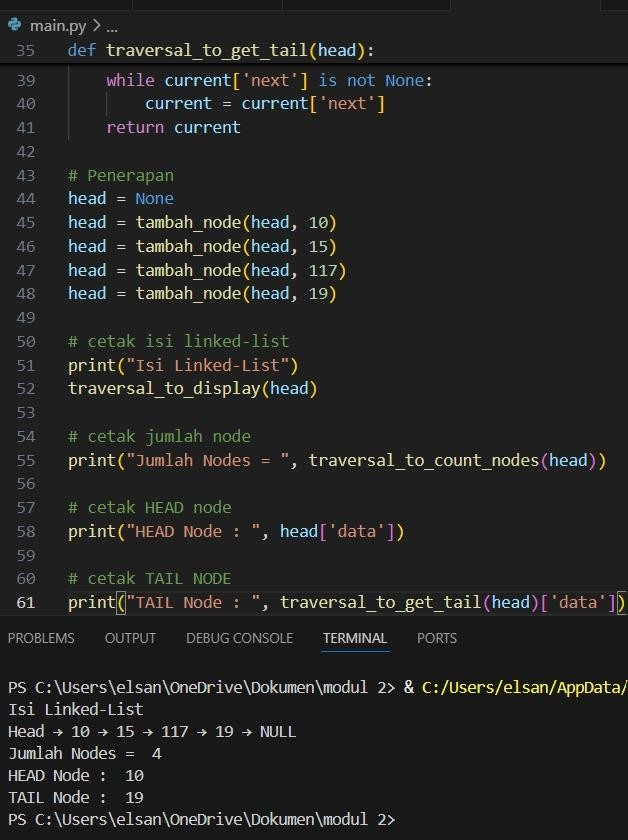 main.py > ...
35 def traversal_to_get_tail(head):
39 while current['next'] is not None:
40 current = current['next']
41 return current
42
43 # Penerapan
44 head = None
45 head = tambah_node(head, 10)
46 head = tambah_node(head, 15)
47 head = tambah_node(head, 117)
48 head = tambah_node(head, 19)
49
50 # cetak isi linked-list
51 print("Isi Linked-List")
52 traversal_to_display(head)
53
54 # cetak jumlah node
55 print("Jumlah Nodes = ", traversal_to_count_nodes(head))
56
57 # cetak HEAD node
58 print("HEAD Node : ", head['data'])
59
60 # cetak TAIL NODE
61 print("TAIL Node : ", traversal_to_get_tail(head)['data'])
PROBLEMS OUTPUT DEBUG CONSOLE TERMINAL PORTS
PS C:\Users\elsan\OneDrive\Dokumen\modul 2> & C:/Users/elsan/AppData/
Isi Linked-List
Head → 10 → 15 → 117 → 19 → NULL
Jumlah Nodes =  4
HEAD Node :  10
TAIL Node :  19
PS C:\Users\elsan\OneDrive\Dokumen\modul 2>